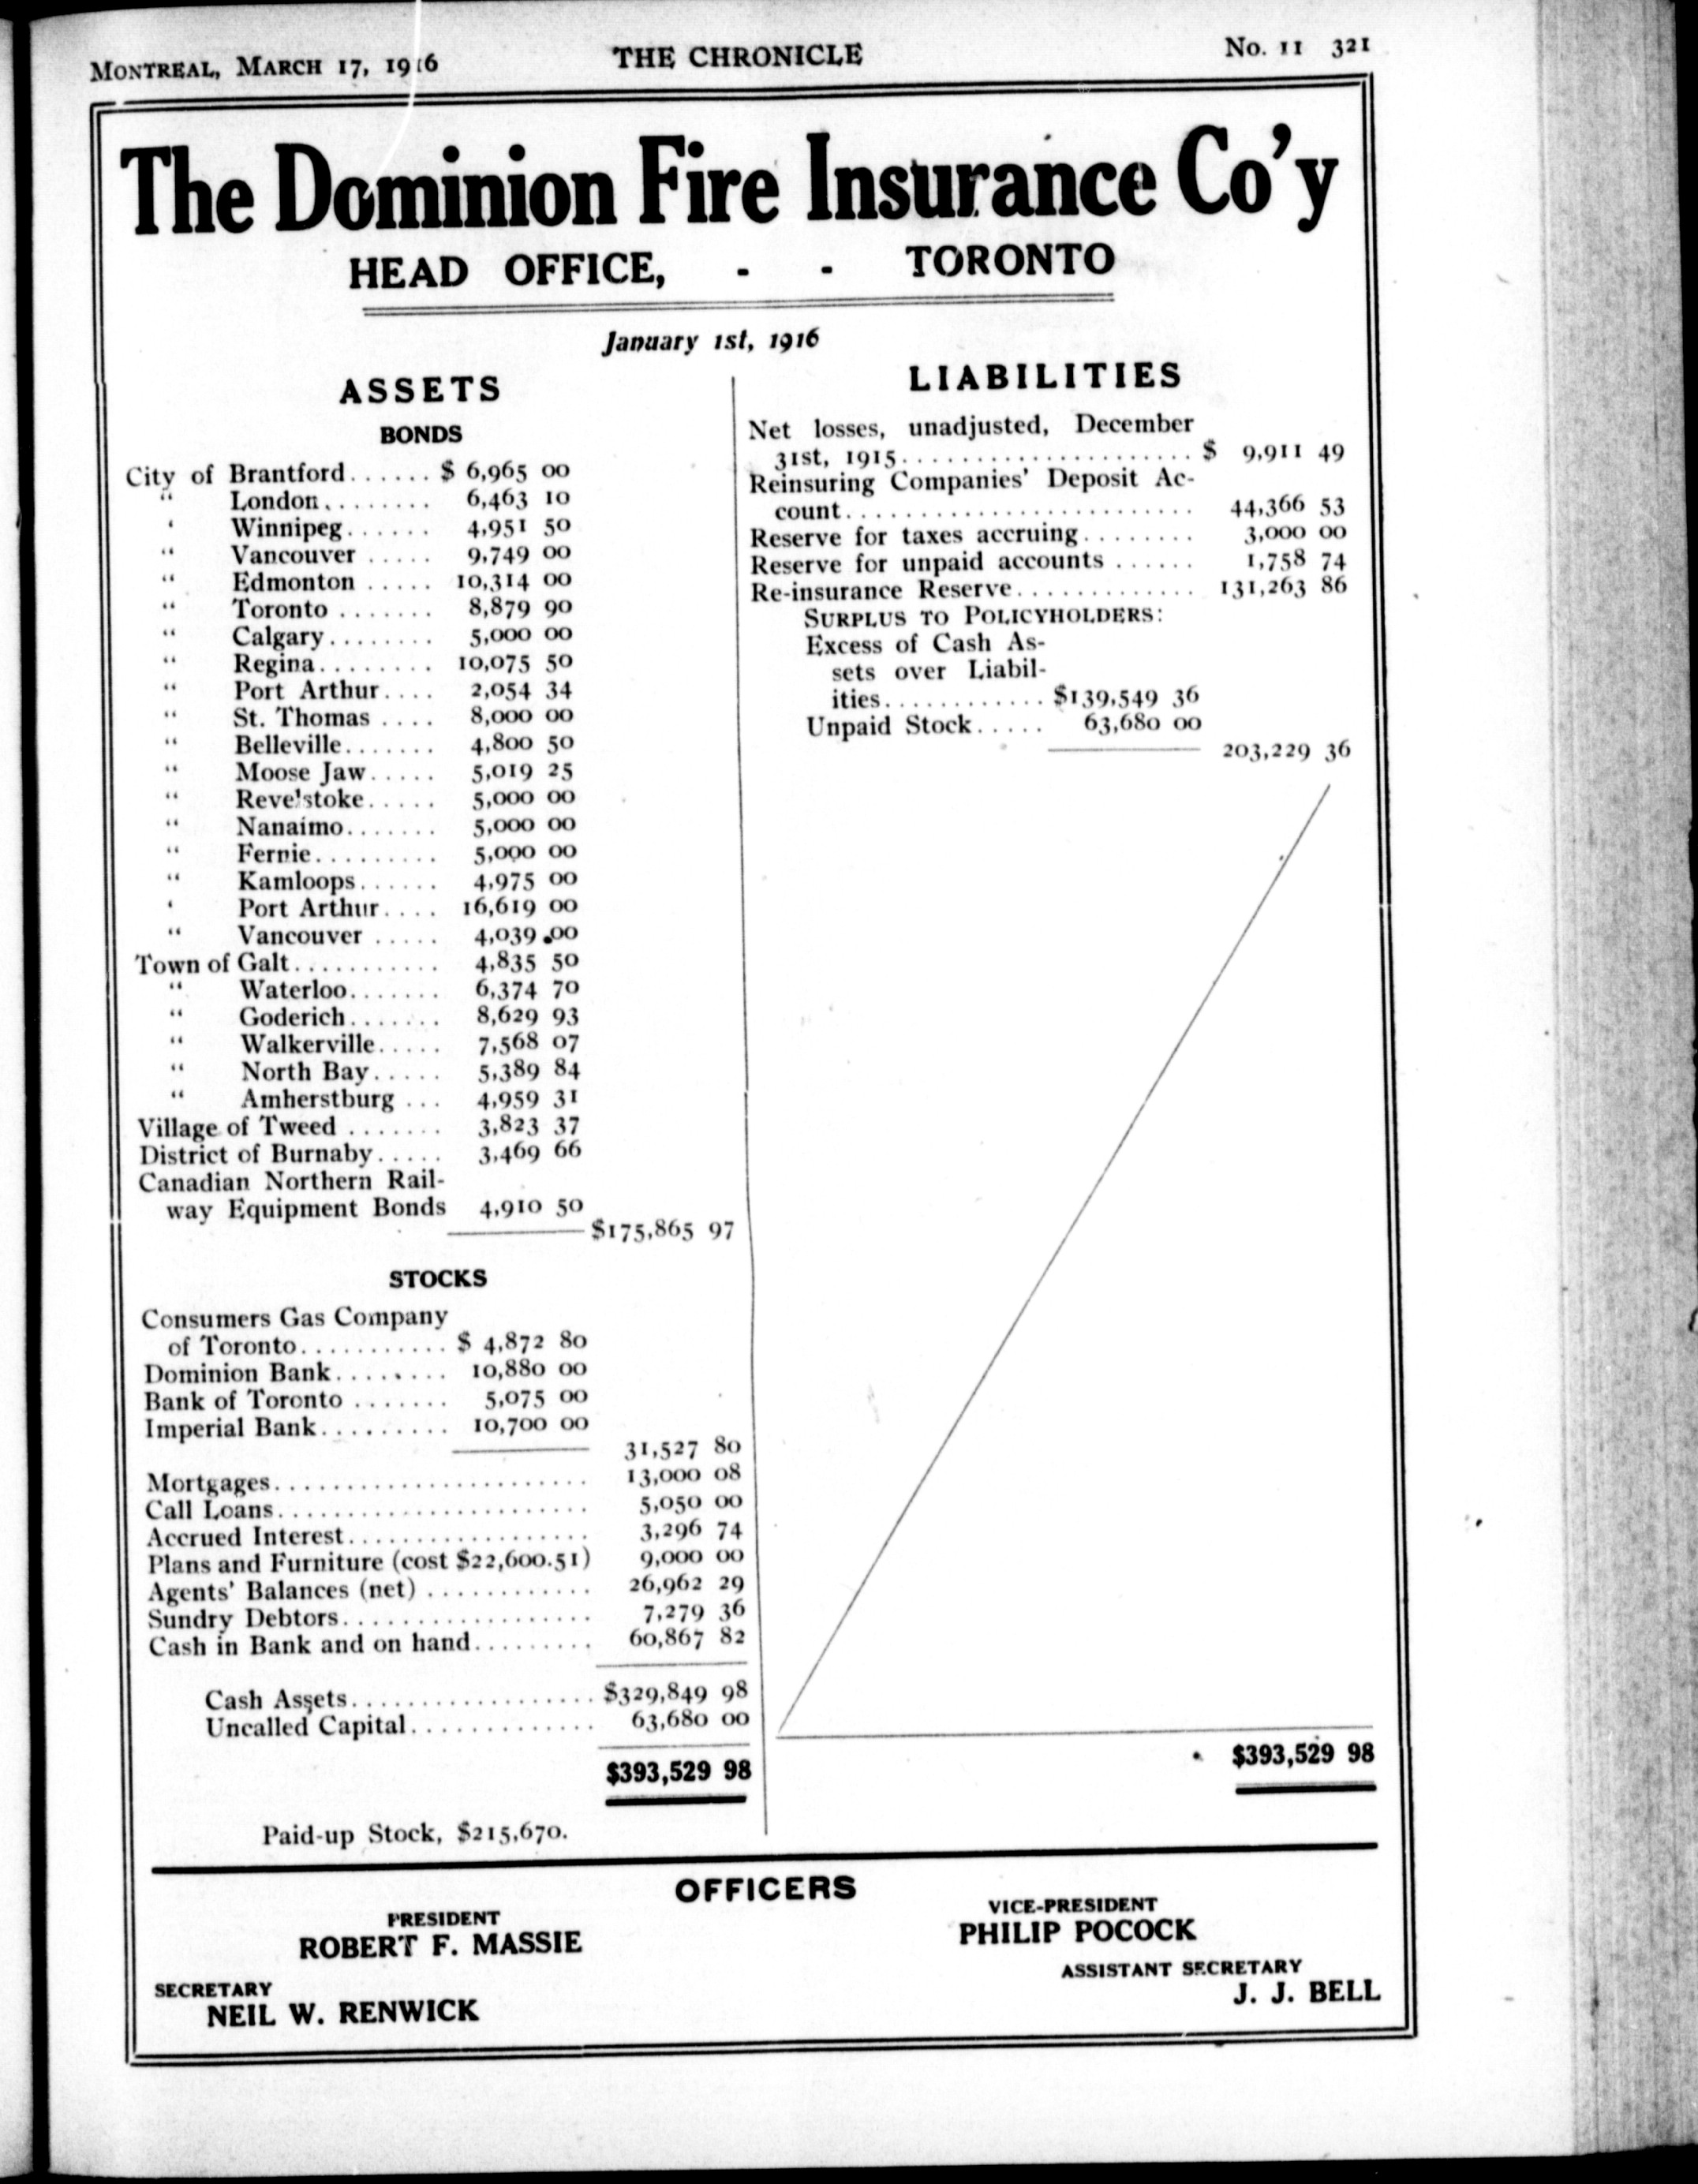 MONTREAL, MARCH 17, 1916 THE CHRONICLE No. 11 321
The Dominion Fire Insurance Co'y
HEAD OFFICE, - - TORONTO
January 1st, 1916
ASSETS
BONDS
City of Brantford...... $ 6,965 00
" London........ 6,463 10
' Winnipeg...... 4,951 50
" Vancouver ..... 9,749 00
" Edmonton ..... 10,314 00
" Toronto ....... 8,879 90
" Calgary........ 5,000 00
" Regina........ 10,075 50
" Port Arthur.... 2,054 34
" St. Thomas .... 8,000 00
" Belleville....... 4,800 50
" Moose Jaw..... 5,019 25
" Reve'stoke..... 5,000 00
" Nanaimo....... 5,000 00
" Fernie......... 5,000 00
" Kamloops...... 4,975 00
' Port Arthur.... 16,619 00
" Vancouver ..... 4,039.00
Town of Galt........... 4,835 50
" Waterloo....... 6,374 70
" Goderich....... 8,629 93
" Walkerville..... 7,568 07
" North Bay..... 5,389 84
" Amherstburg ... 4,959 31
Village of Tweed ....... 3,823 37
District of Burnaby..... 3,469 66
Canadian Northern Rail-
way Equipment Bonds 4,910 50
$175,865 97
STOCKS
Consumers Gas Company
of Toronto........... $ 4,872 80
Dominion Bank........ 10,880 00
Bank of Toronto ....... 5,075 00
Imperial Bank......... 10,700 00
31,527 80
Mortgages....................... 13,000 08
Call Loans....................... 5,050 00
Accrued Interest.................. 3,296 74
Plans and Furniture (cost $22,600.51) 9,000 00
Agents' Balances (net) ............ 26,962 29
Sundry Debtors.................. 7,279 36
Cash in Bank and on hand......... 60,867 82
Cash Assets.................. $329,849 98
Uncalled Capital............. 63,680 00
$393,529 98
Paid-up Stock, $215,670.
LIABILITIES
Net losses, unadjusted, December
31st, 1915..................... $ 9,911 49
Reinsuring Companies' Deposit Ac-
count......................... 44,366 53
Reserve for taxes accruing........ 3,000 00
Reserve for unpaid accounts ...... 1,758 74
Re-insurance Reserve............. 131,263 86
SURPLUS TO POLICYHOLDERS:
Excess of Cash As-
sets over Liabil-
ities............ $139,549 36
Unpaid Stock..... 63,680 00
203,229 36
$393,529 98
OFFICERS
PRESIDENT
ROBERT F. MASSIE
VICE-PRESIDENT
PHILIP POCOCK
SECRETARY
NEIL W. RENWICK
ASSISTANT SECRETARY
J. J. BELL